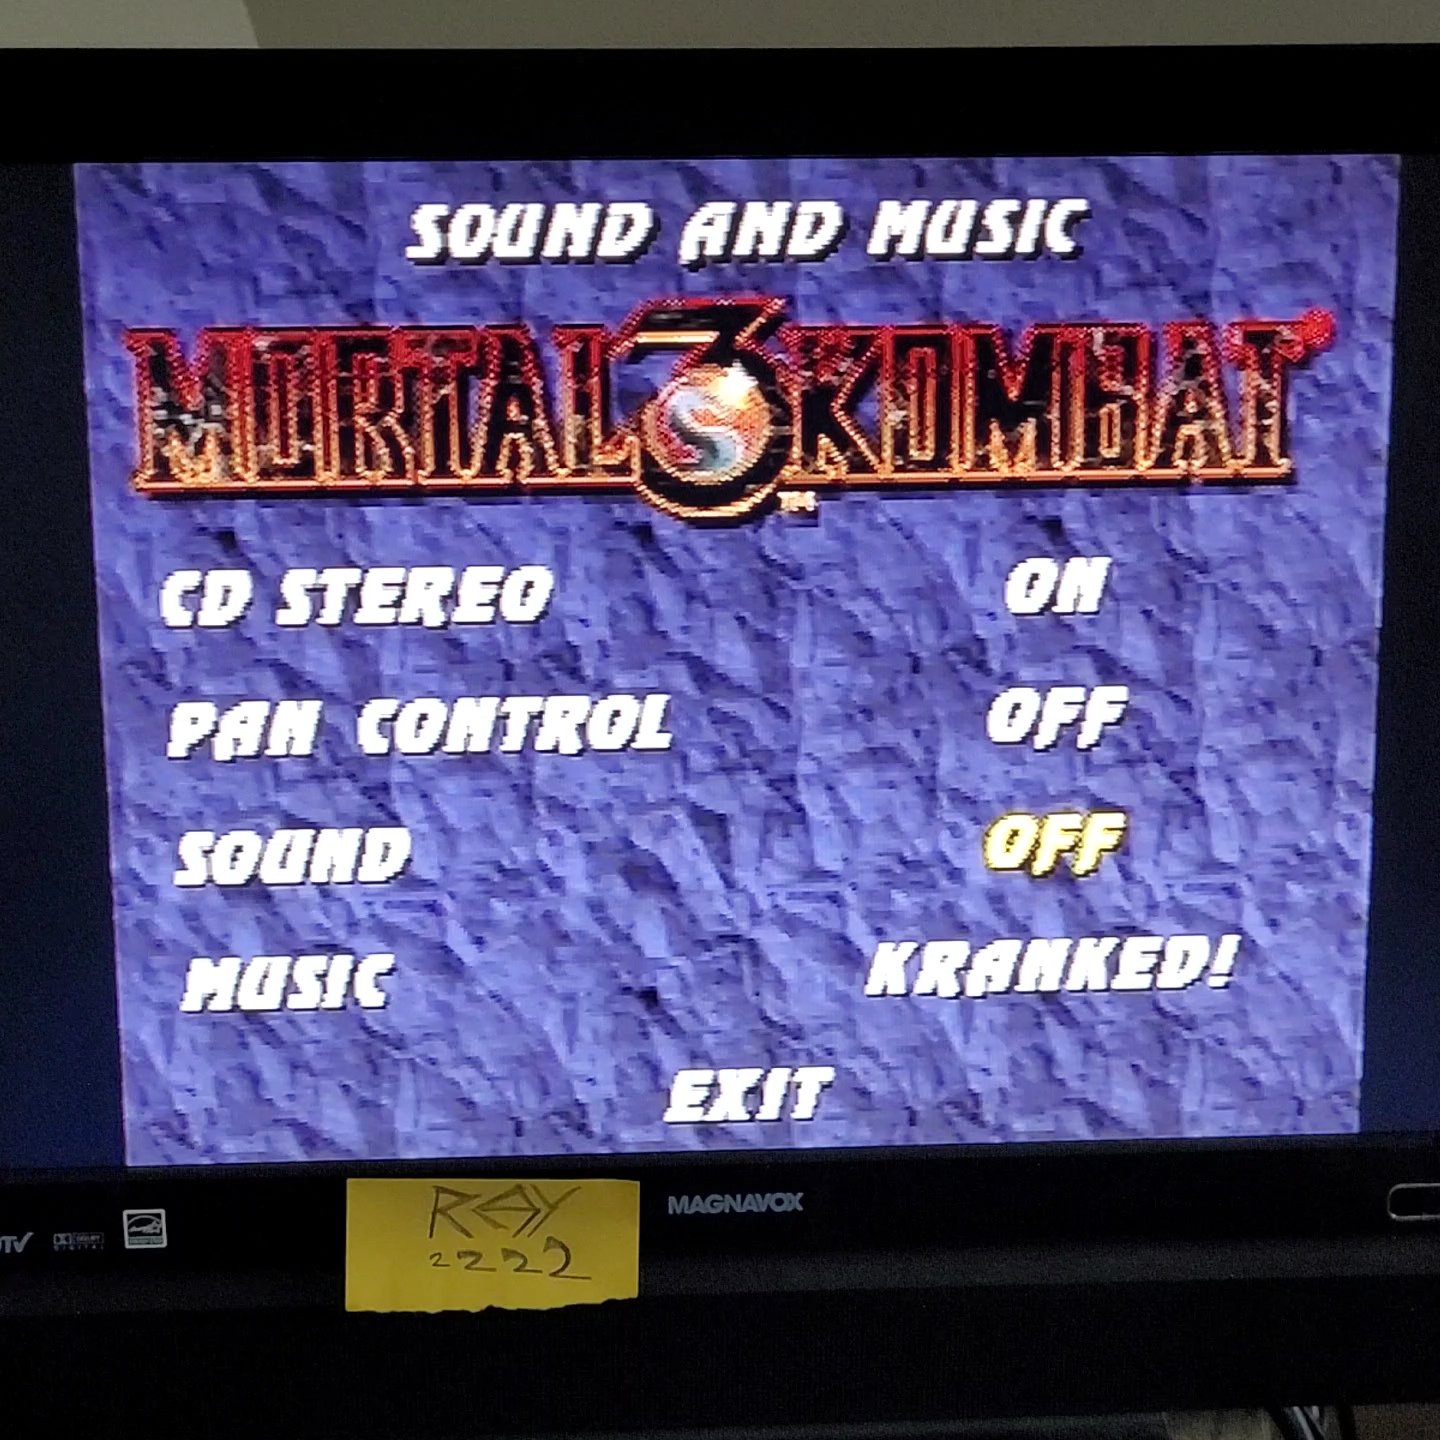 SOUND AND MUSIC
MORTAL 3 KOMBAT
TM
CD STEREO ON
PAN CONTROL OFF
SOUND OFF
MUSIC KRANKED!
EXIT
RAY
2222
MAGNAVOX